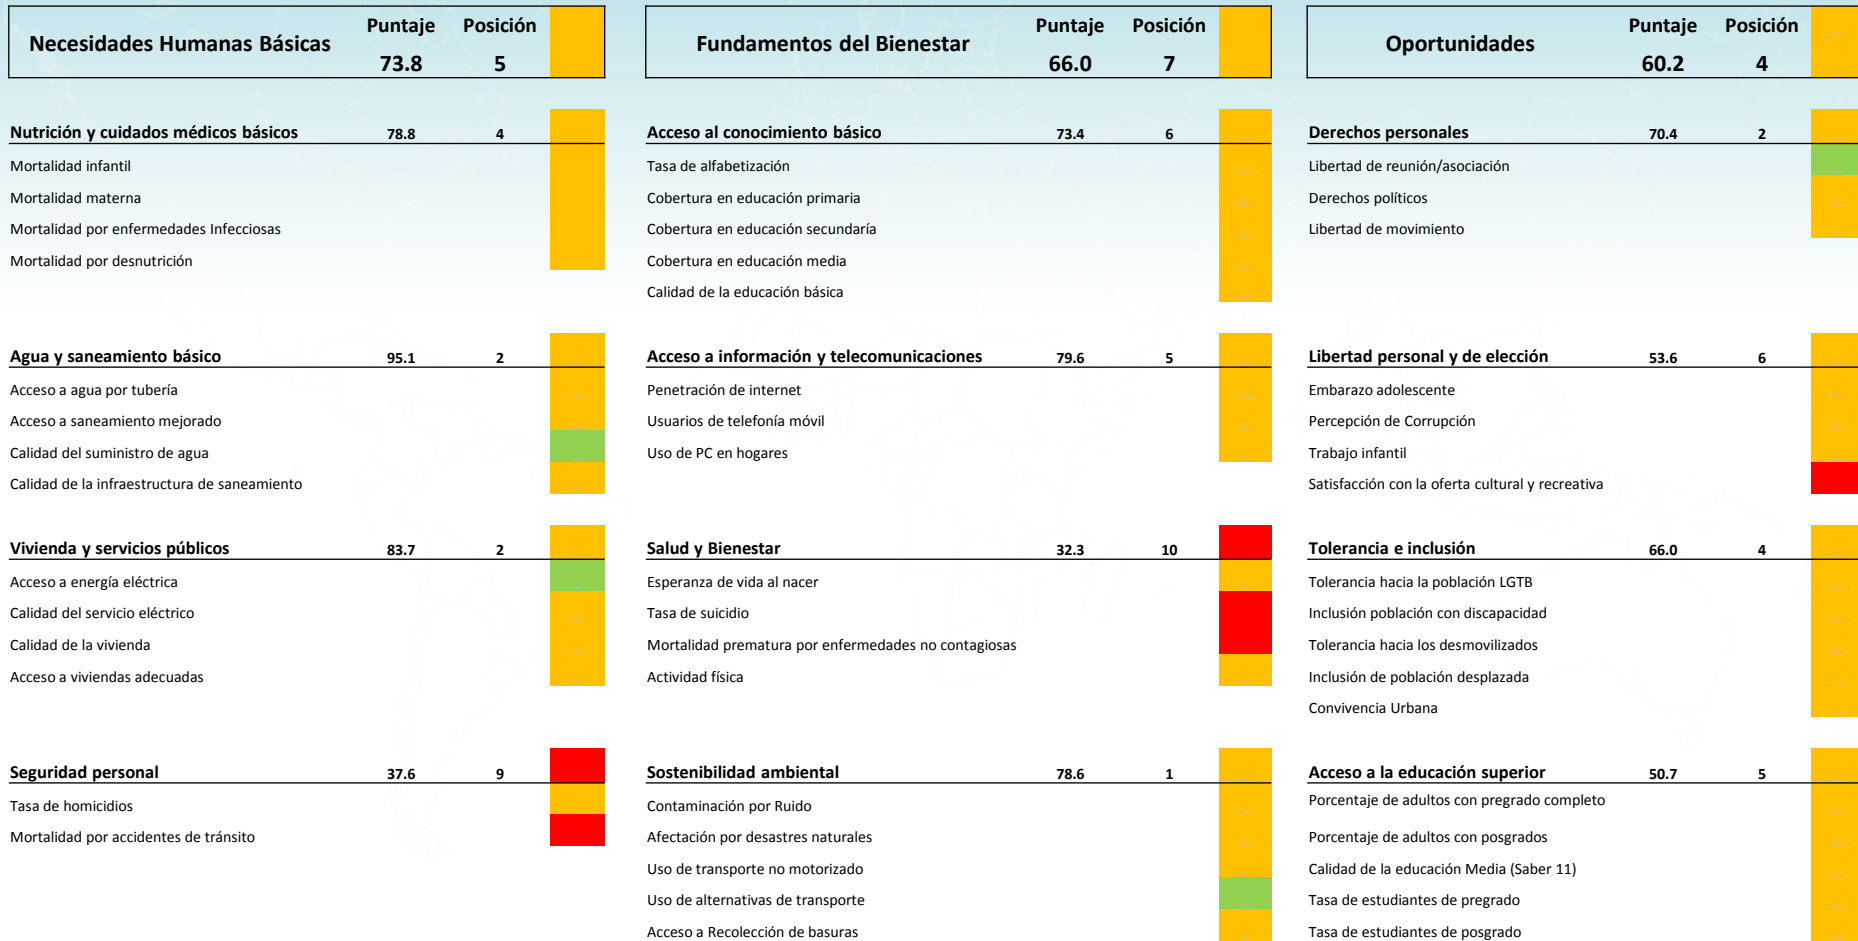 Necesidades Humanas Básicas Puntaje Posición
73.8 5
Nutrición y cuidados médicos básicos 78.8 4
Mortalidad infantil
Mortalidad materna
Mortalidad por enfermedades Infecciosas
Mortalidad por desnutrición
Agua y saneamiento básico 95.1 2
Acceso a agua por tubería
Acceso a saneamiento mejorado
Calidad del suministro de agua
Calidad de la infraestructura de saneamiento
Vivienda y servicios públicos 83.7 2
Acceso a energía eléctrica
Calidad del servicio eléctrico
Calidad de la vivienda
Acceso a viviendas adecuadas
Seguridad personal 37.6 9
Tasa de homicidios
Mortalidad por accidentes de tránsito
Fundamentos del Bienestar Puntaje Posición
66.0 7
Acceso al conocimiento básico 73.4 6
Tasa de alfabetización
Cobertura en educación primaria
Cobertura en educación secundaría
Cobertura en educación media
Calidad de la educación básica
Acceso a información y telecomunicaciones 79.6 5
Penetración de internet
Usuarios de telefonía móvil
Uso de PC en hogares
Salud y Bienestar 32.3 10
Esperanza de vida al nacer
Tasa de suicidio
Mortalidad prematura por enfermedades no contagiosas
Actividad física
Sostenibilidad ambiental 78.6 1
Contaminación por Ruido
Afectación por desastres naturales
Uso de transporte no motorizado
Uso de alternativas de transporte
Acceso a Recolección de basuras
Oportunidades Puntaje Posición
60.2 4
Derechos personales 70.4 2
Libertad de reunión/asociación
Derechos políticos
Libertad de movimiento
Libertad personal y de elección 53.6 6
Embarazo adolescente
Percepción de Corrupción
Trabajo infantil
Satisfacción con la oferta cultural y recreativa
Tolerancia e inclusión 66.0 4
Tolerancia hacia la población LGTB
Inclusión población con discapacidad
Tolerancia hacia los desmovilizados
Inclusión de población desplazada
Convivencia Urbana
Acceso a la educación superior 50.7 5
Porcentaje de adultos con pregrado completo
Porcentaje de adultos con posgrados
Calidad de la educación Media (Saber 11)
Tasa de estudiantes de pregrado
Tasa de estudiantes de posgrado